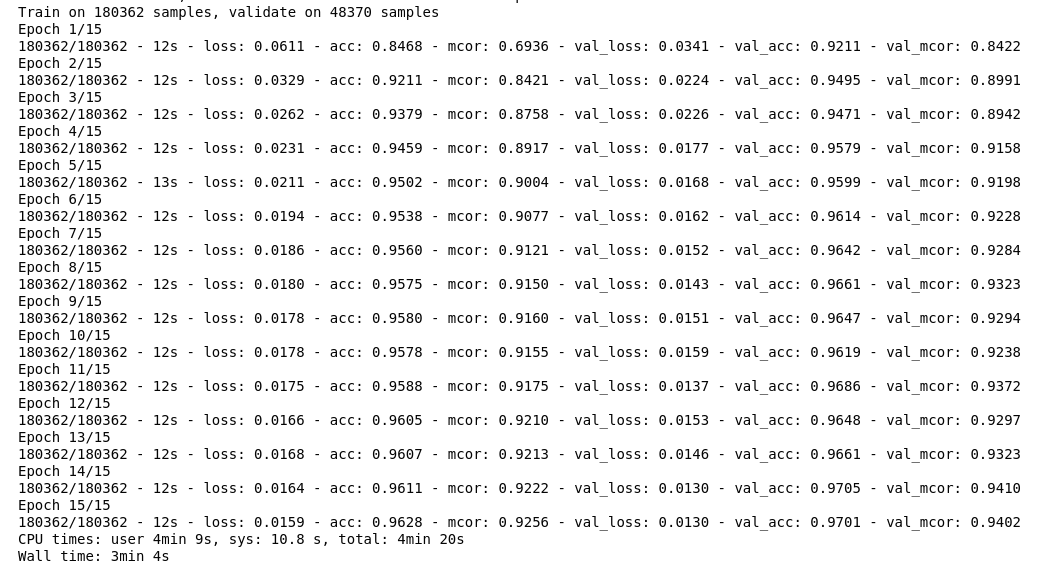 Train on 180362 samples, validate on 48370 samples
Epoch 1/15
180362/180362 - 12s - loss: 0.0611 - acc: 0.8468 - mcor: 0.6936 - val_loss: 0.0341 - val_acc: 0.9211 - val_mcor: 0.8422
Epoch 2/15
180362/180362 - 12s - loss: 0.0329 - acc: 0.9211 - mcor: 0.8421 - val_loss: 0.0224 - val_acc: 0.9495 - val_mcor: 0.8991
Epoch 3/15
180362/180362 - 12s - loss: 0.0262 - acc: 0.9379 - mcor: 0.8758 - val_loss: 0.0226 - val_acc: 0.9471 - val_mcor: 0.8942
Epoch 4/15
180362/180362 - 12s - loss: 0.0231 - acc: 0.9459 - mcor: 0.8917 - val_loss: 0.0177 - val_acc: 0.9579 - val_mcor: 0.9158
Epoch 5/15
180362/180362 - 13s - loss: 0.0211 - acc: 0.9502 - mcor: 0.9004 - val_loss: 0.0168 - val_acc: 0.9599 - val_mcor: 0.9198
Epoch 6/15
180362/180362 - 12s - loss: 0.0194 - acc: 0.9538 - mcor: 0.9077 - val_loss: 0.0162 - val_acc: 0.9614 - val_mcor: 0.9228
Epoch 7/15
180362/180362 - 12s - loss: 0.0186 - acc: 0.9560 - mcor: 0.9121 - val_loss: 0.0152 - val_acc: 0.9642 - val_mcor: 0.9284
Epoch 8/15
180362/180362 - 12s - loss: 0.0180 - acc: 0.9575 - mcor: 0.9150 - val_loss: 0.0143 - val_acc: 0.9661 - val_mcor: 0.9323
Epoch 9/15
180362/180362 - 12s - loss: 0.0178 - acc: 0.9580 - mcor: 0.9160 - val_loss: 0.0151 - val_acc: 0.9647 - val_mcor: 0.9294
Epoch 10/15
180362/180362 - 12s - loss: 0.0178 - acc: 0.9578 - mcor: 0.9155 - val_loss: 0.0159 - val_acc: 0.9619 - val_mcor: 0.9238
Epoch 11/15
180362/180362 - 12s - loss: 0.0175 - acc: 0.9588 - mcor: 0.9175 - val_loss: 0.0137 - val_acc: 0.9686 - val_mcor: 0.9372
Epoch 12/15
180362/180362 - 12s - loss: 0.0166 - acc: 0.9605 - mcor: 0.9210 - val_loss: 0.0153 - val_acc: 0.9648 - val_mcor: 0.9297
Epoch 13/15
180362/180362 - 12s - loss: 0.0168 - acc: 0.9607 - mcor: 0.9213 - val_loss: 0.0146 - val_acc: 0.9661 - val_mcor: 0.9323
Epoch 14/15
180362/180362 - 12s - loss: 0.0164 - acc: 0.9611 - mcor: 0.9222 - val_loss: 0.0130 - val_acc: 0.9705 - val_mcor: 0.9410
Epoch 15/15
180362/180362 - 12s - loss: 0.0159 - acc: 0.9628 - mcor: 0.9256 - val_loss: 0.0130 - val_acc: 0.9701 - val_mcor: 0.9402
CPU times: user 4min 9s, sys: 10.8 s, total: 4min 20s
Wall time: 3min 4s